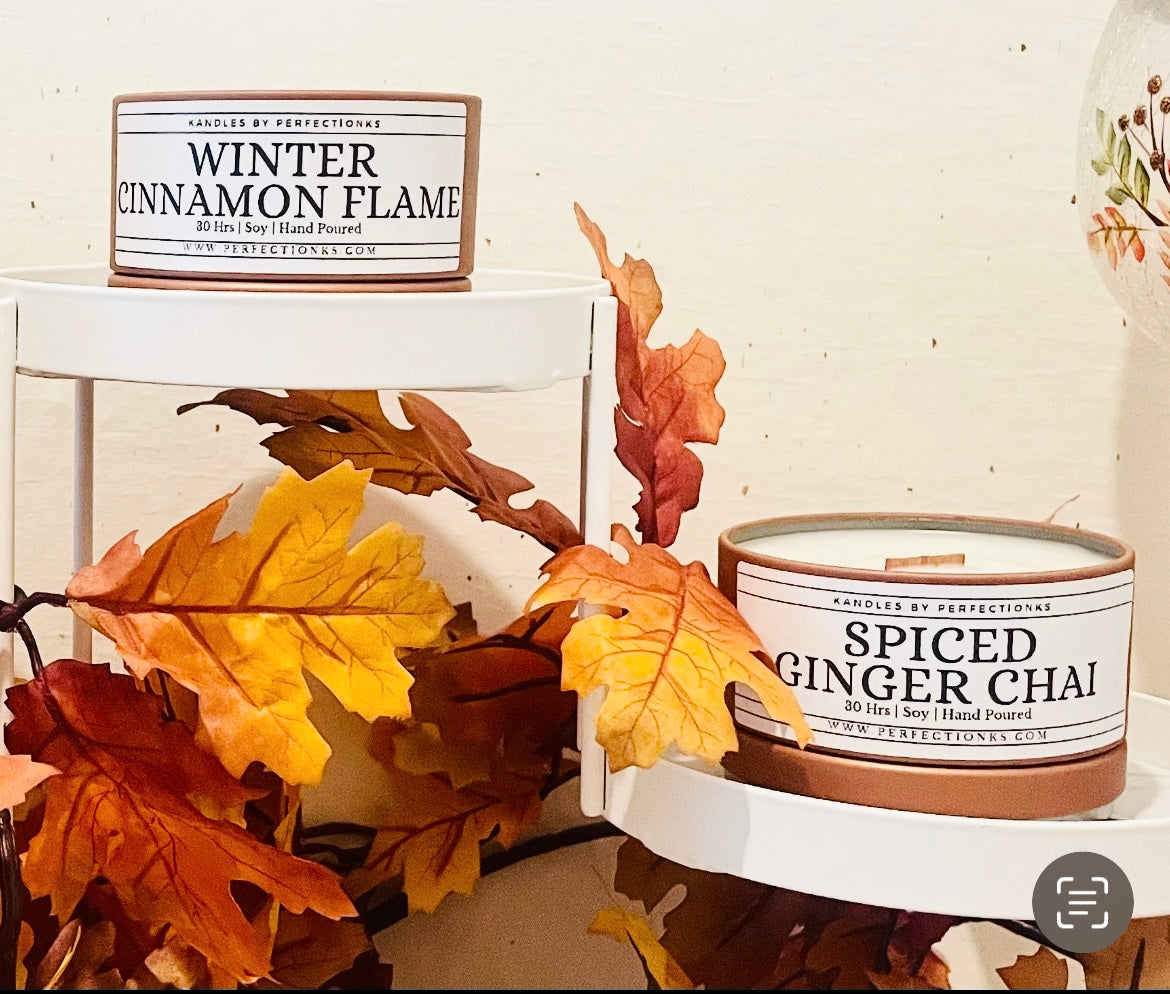 KANDLES BY PERFECTIONKS
WINTER
CINNAMON FLAME
30 Hrs | Soy | Hand Poured
WWW.PERFECTIONKS.COM
KANDLES BY PERFECTIONKS
SPICED
GINGER CHAI
30 Hrs | Soy | Hand Poured
WWW.PERFECTIONKS.COM